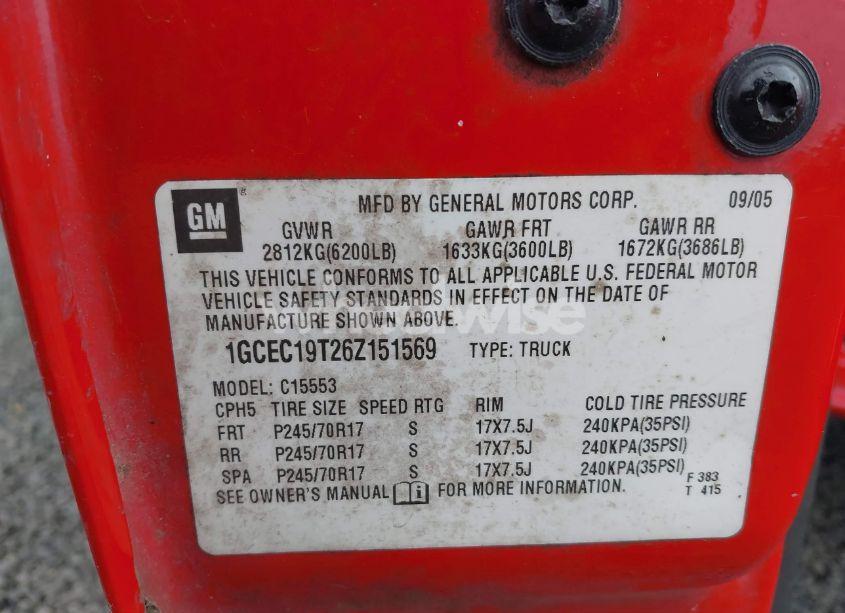 GM
MFD BY GENERAL MOTORS CORP. 09/05
GVWR GAWR FRT GAWR RR
2812KG(6200LB) 1633KG(3600LB) 1672KG(3686LB)
THIS VEHICLE CONFORMS TO ALL APPLICABLE U.S. FEDERAL MOTOR
VEHICLE SAFETY STANDARDS IN EFFECT ON THE DATE OF
MANUFACTURE SHOWN ABOVE.
1GCEC19T26Z151569 TYPE: TRUCK
MODEL: C15553
CPH5 TIRE SIZE SPEED RTG RIM COLD TIRE PRESSURE
FRT P245/70R17 S 17X7.5J 240KPA(35PSI)
RR P245/70R17 S 17X7.5J 240KPA(35PSI)
SPA P245/70R17 S 17X7.5J 240KPA(35PSI)
SEE OWNER'S MANUAL FOR MORE INFORMATION.
F 383
T 415